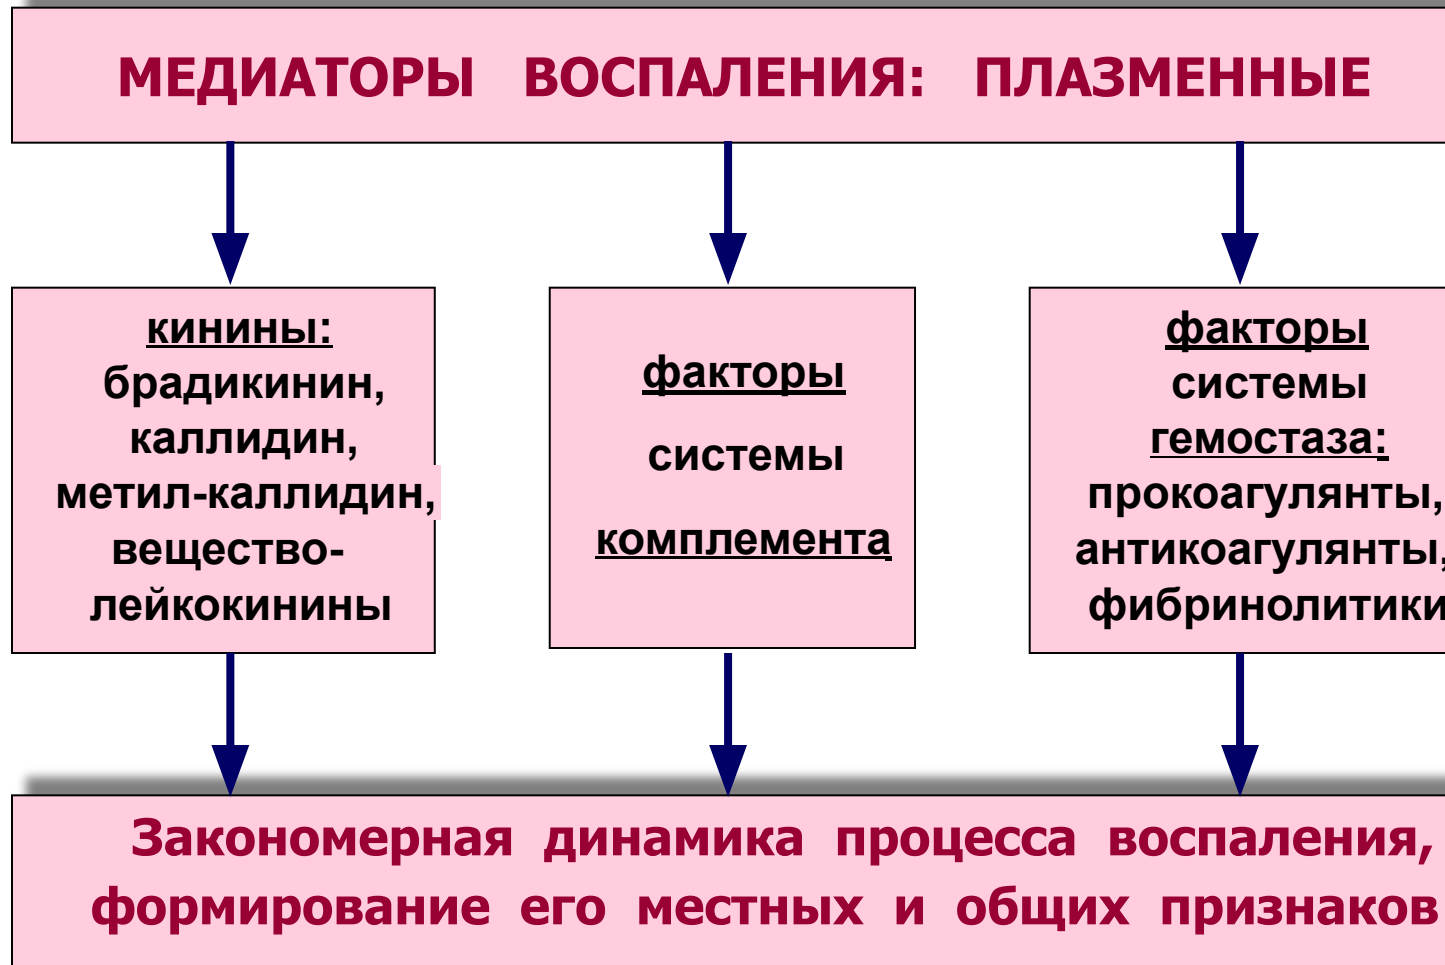 МЕДИАТОРЫ ВОСПАЛЕНИЯ: ПЛАЗМЕННЫЕ
кинины:
брадикинин,
каллидин,
метил-каллидин,
вещество-
лейкокинины
факторы
системы
комплемента
факторы
системы
гемостаза:
прокоагулянты,
антикоагулянты,
фибринолитики
Закономерная динамика процесса воспаления,
формирование его местных и общих признаков